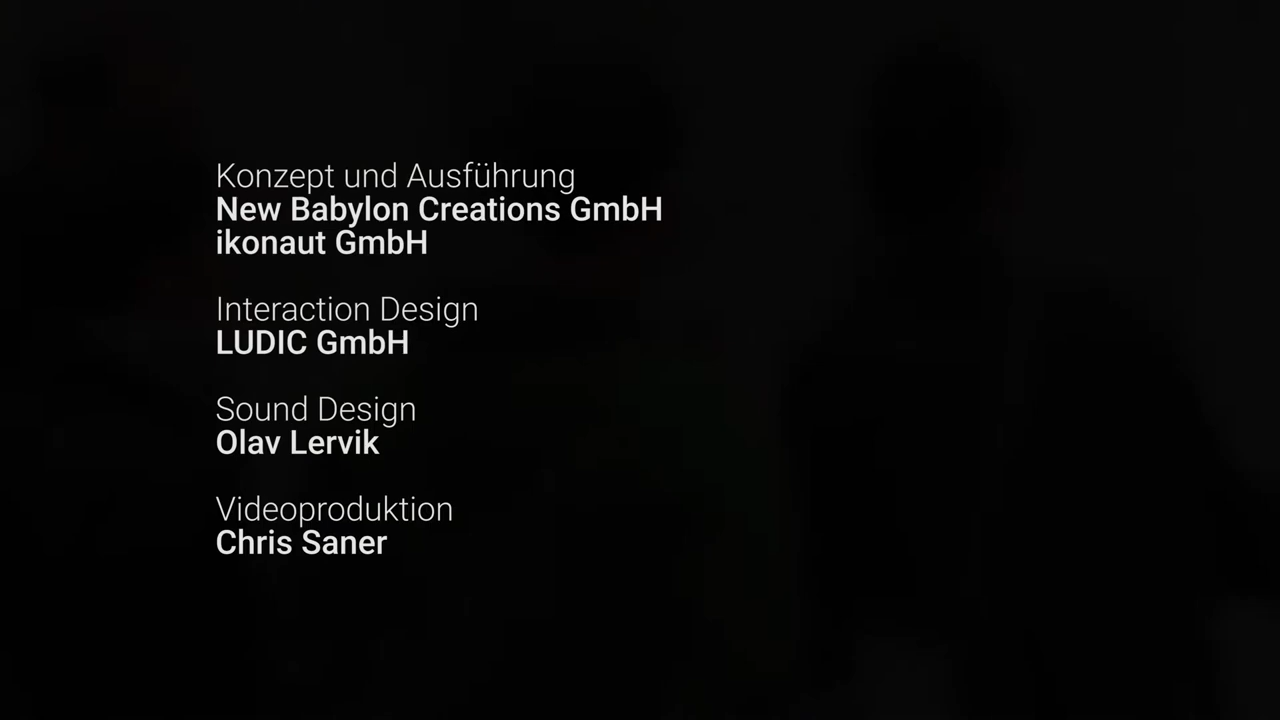 Konzept und Ausführung
New Babylon Creations GmbH
ikonaut GmbH
Interaction Design
LUDIC GmbH
Sound Design
Olav Lervik
Videoproduktion
Chris Saner